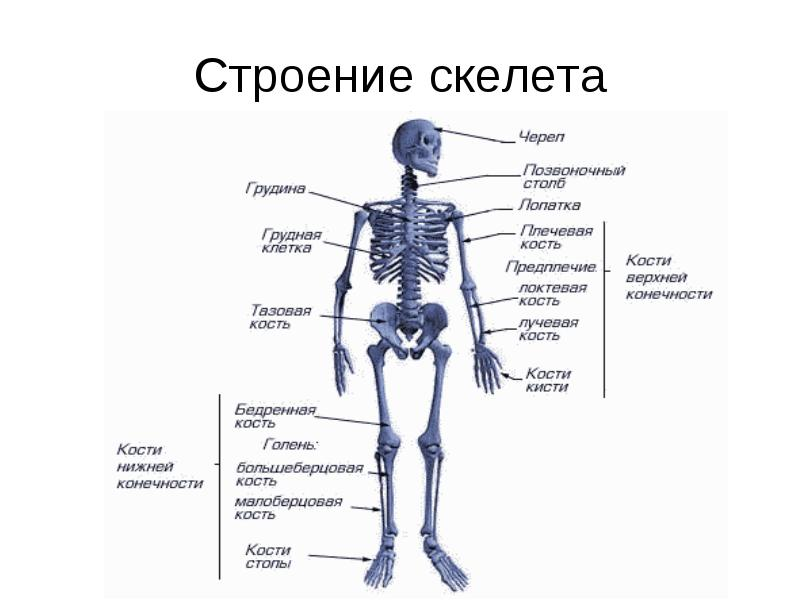 Строение скелета
Череп
Позвоночный
столб
Грудина
Лопатка
Грудная
клетка
Плечевая
кость
Предплечие:
локтевая
кость
лучевая
кость
Кости
верхней
конечности
Тазовая
кость
Кости
кисти
Бедренная
кость
Голень:
большеберцовая
кость
малоберцовая
кость
Кости
нижней
конечности
Кости
стопы